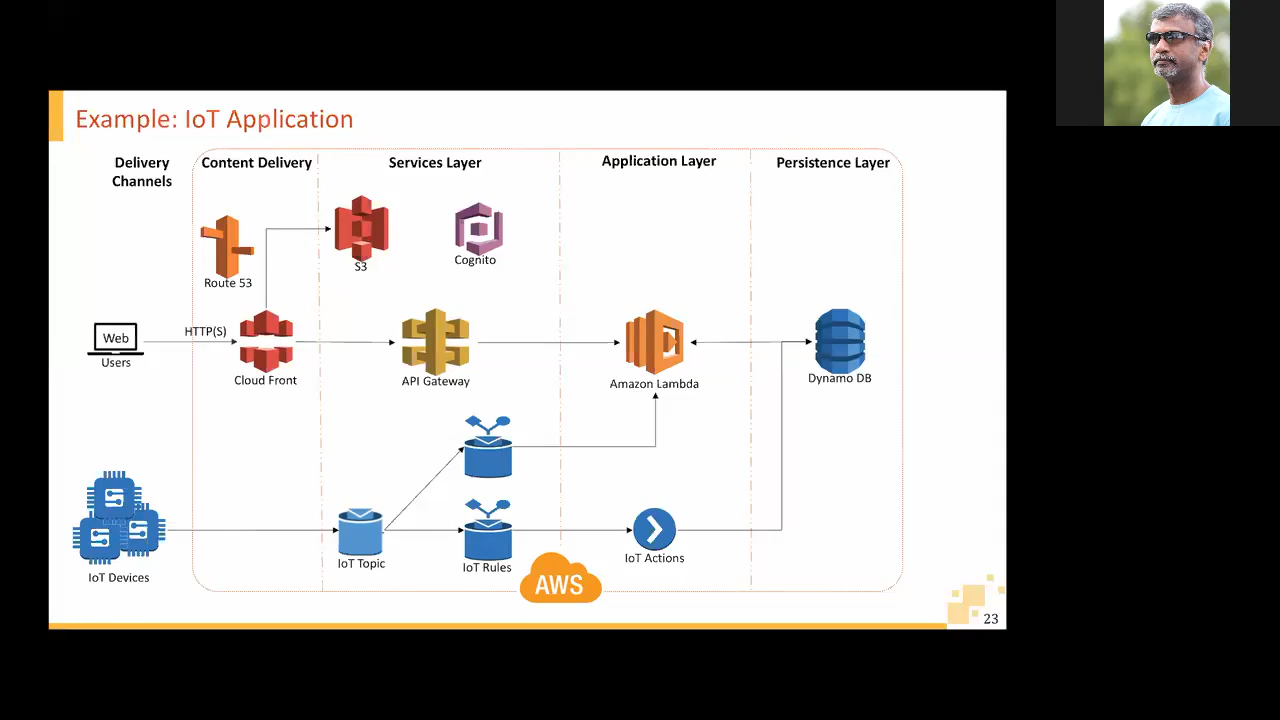 Example: IoT Application
Delivery
Channels
Content Delivery
Services Layer
Application Layer
Persistence Layer
Route 53
S3
Cognito
Web
Users
HTTP(S)
Cloud Front
API Gateway
Amazon Lambda
Dynamo DB
IoT Devices
IoT Topic
IoT Rules
IoT Actions
AWS
23